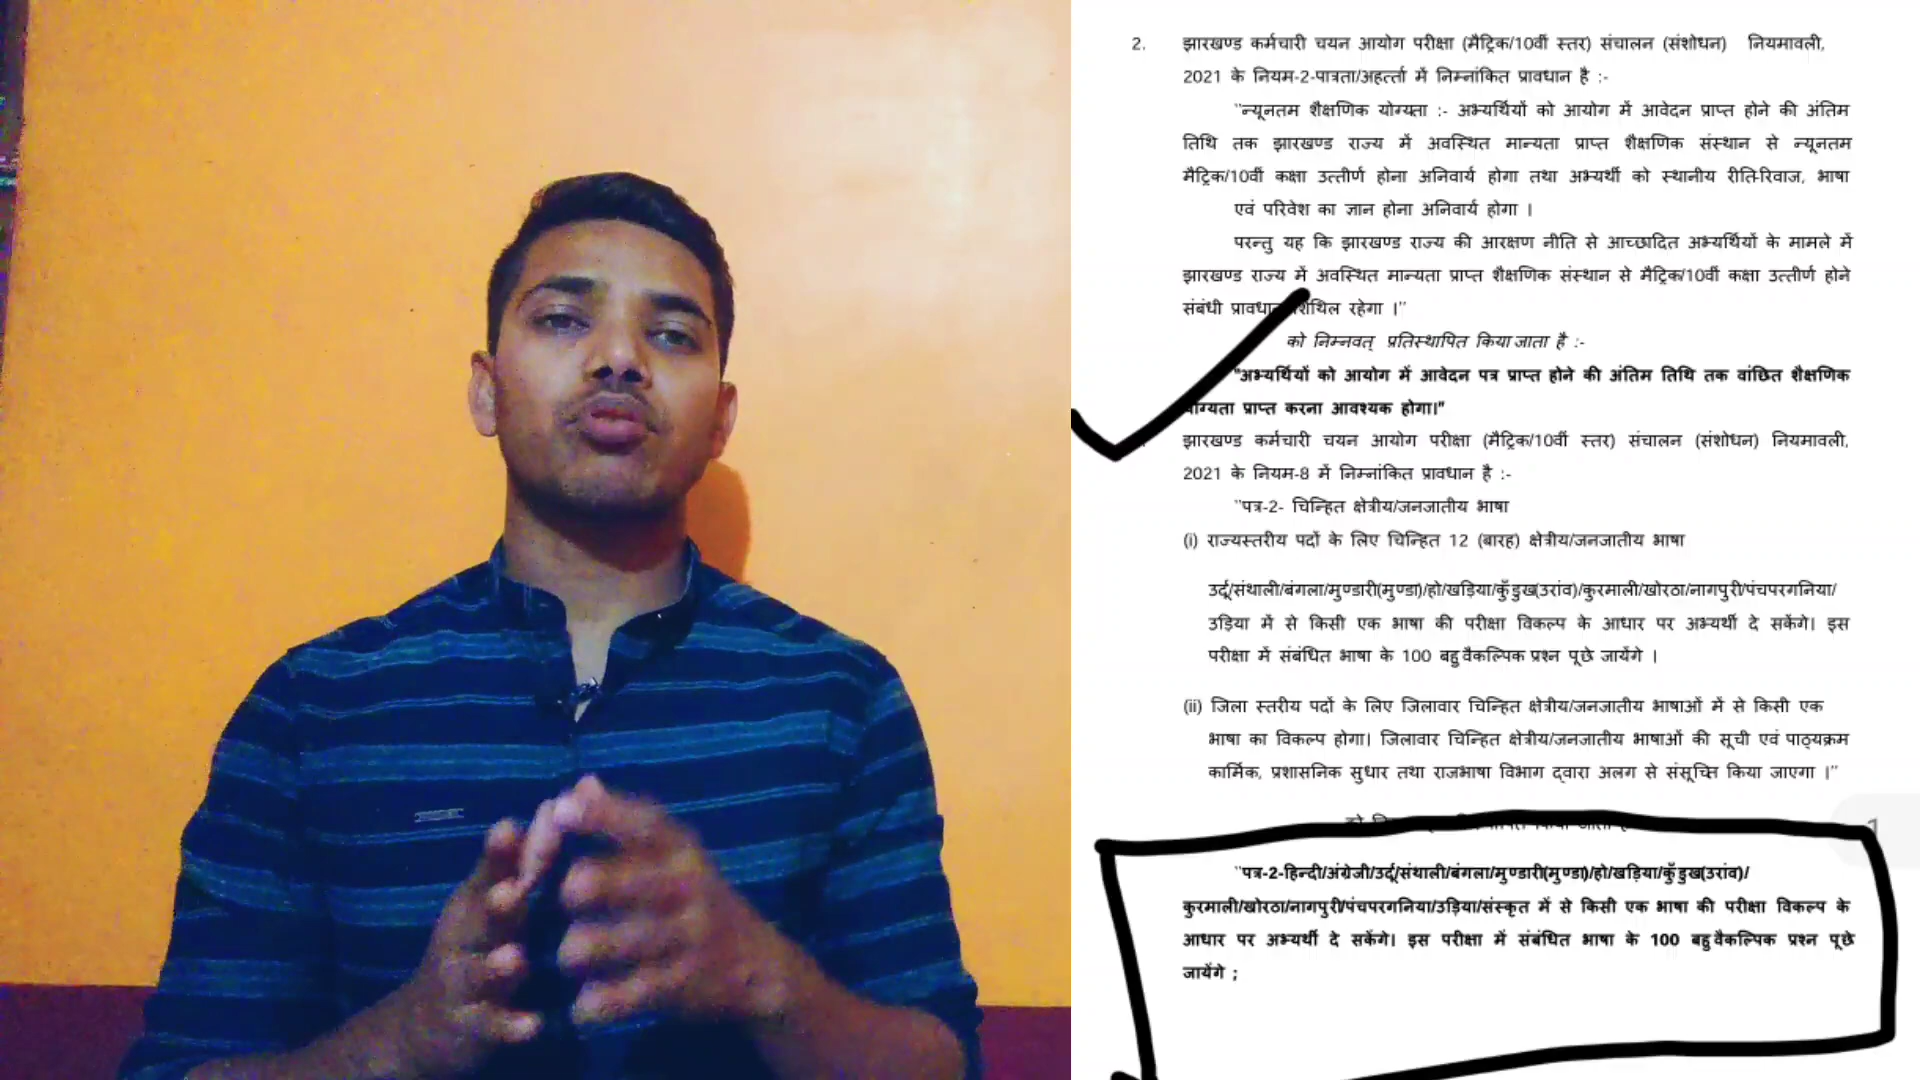 2. झारखण्ड कर्मचारी चयन आयोग परीक्षा (मैट्रिक/10वीं स्तर) संचालन (संशोधन) नियमावली,
2021 के नियम-2-पात्रता/अहर्त्ता में निम्नांकित प्रावधान है :-
"न्यूनतम शैक्षणिक योग्यता :- अभ्यर्थियों को आयोग में आवेदन प्राप्त होने की अंतिम
तिथि तक झारखण्ड राज्य में अवस्थित मान्यता प्राप्त शैक्षणिक संस्थान से न्यूनतम
मैट्रिक/10वीं कक्षा उत्तीर्ण होना अनिवार्य होगा तथा अभ्यर्थी को स्थानीय रीति-रिवाज, भाषा
एवं परिवेश का ज्ञान होना अनिवार्य होगा ।
परन्तु यह कि झारखण्ड राज्य की आरक्षण नीति से आच्छादित अभ्यर्थियों के मामले में
झारखण्ड राज्य में अवस्थित मान्यता प्राप्त शैक्षणिक संस्थान से मैट्रिक/10वीं कक्षा उत्तीर्ण होने
संबंधी रहेगा ।"
को निम्नवत् प्रतिस्थापित किया जाता है :-
"अभ्यर्थियों को आयोग में आवेदन पत्र प्राप्त होने की अंतिम तिथि तक वांछित शैक्षणिक
प्राप्त करना आवश्यक होगा।"
झारखण्ड कर्मचारी चयन आयोग परीक्षा (मैट्रिक/10वीं स्तर) संचालन (संशोधन) नियमावली,
2021 के नियम-8 में निम्नांकित प्रावधान है :-
"पत्र-2- चिन्हित क्षेत्रीय/जनजातीय भाषा
(i) राज्यस्तरीय पदों के लिए चिन्हित 12 (बारह) क्षेत्रीय/जनजातीय भाषा
उर्दू/संथाली/बंगला/मुण्डारी(मुण्डा)/हो/खड़िया/कुँडुख(उरांव)/कुरमाली/खोरठा/नागपुरी/पंचपरगनिया/
उड़िया में से किसी एक भाषा की परीक्षा विकल्प के आधार पर अभ्यर्थी दे सकेंगे। इस
परीक्षा में संबंधित भाषा के 100 बहुवैकल्पिक प्रश्न पूछे जायेंगे ।
(ii) जिला स्तरीय पदों के लिए जिलावार चिन्हित क्षेत्रीय/जनजातीय भाषाओं में से किसी एक
भाषा का विकल्प होगा। जिलावार चिन्हित क्षेत्रीय/जनजातीय भाषाओं की सूची एवं पाठ्यक्रम
कार्मिक, प्रशासनिक सुधार तथा राजभाषा विभाग द्वारा अलग से संसूचित किया जाएगा ।"
"पत्र-2-हिन्दी/अंग्रेजी/उर्दू/संथाली/बंगला/मुण्डारी(मुण्डा)/हो/खड़िया/कुँडुख(उरांव)/
कुरमाली/खोरठा/नागपुरी/पंचपरगनिया/उड़िया/संस्कृत में से किसी एक भाषा की परीक्षा विकल्प के
आधार पर अभ्यर्थी दे सकेंगे। इस परीक्षा में संबंधित भाषा के 100 बहुवैकल्पिक प्रश्न पूछे
जायेंगे ;